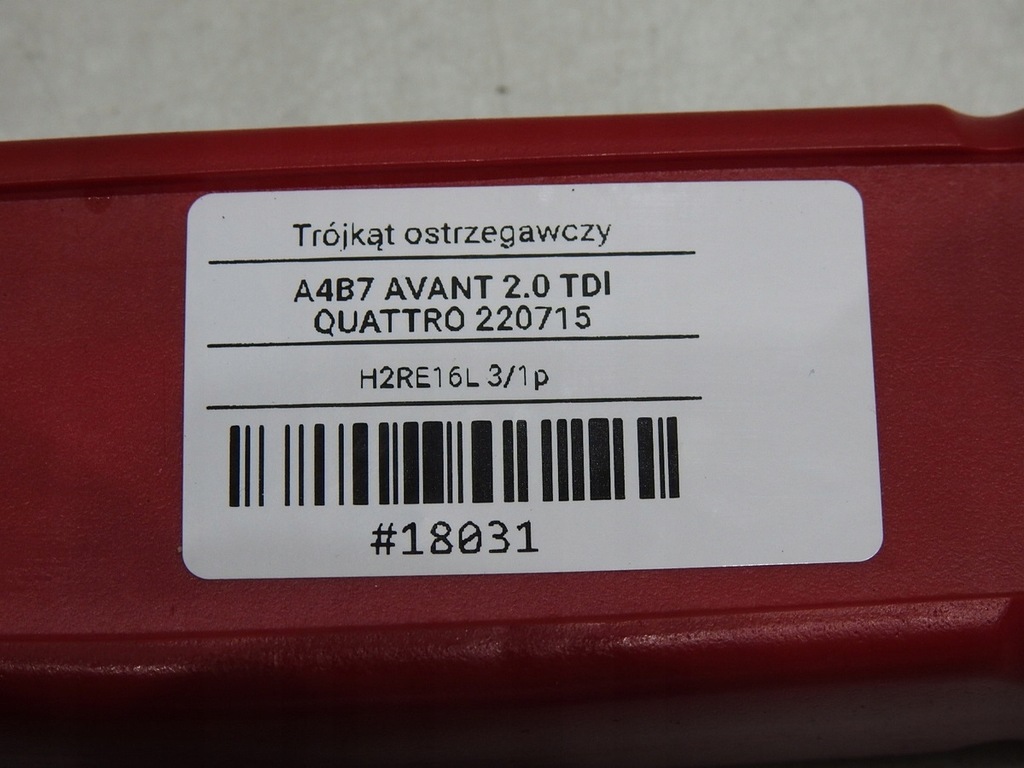 Trójkąt ostrzegawczy
A4B7 AVANT 2.0 TDI
QUATTRO 220715
H2RE16L 3/1p
#18031